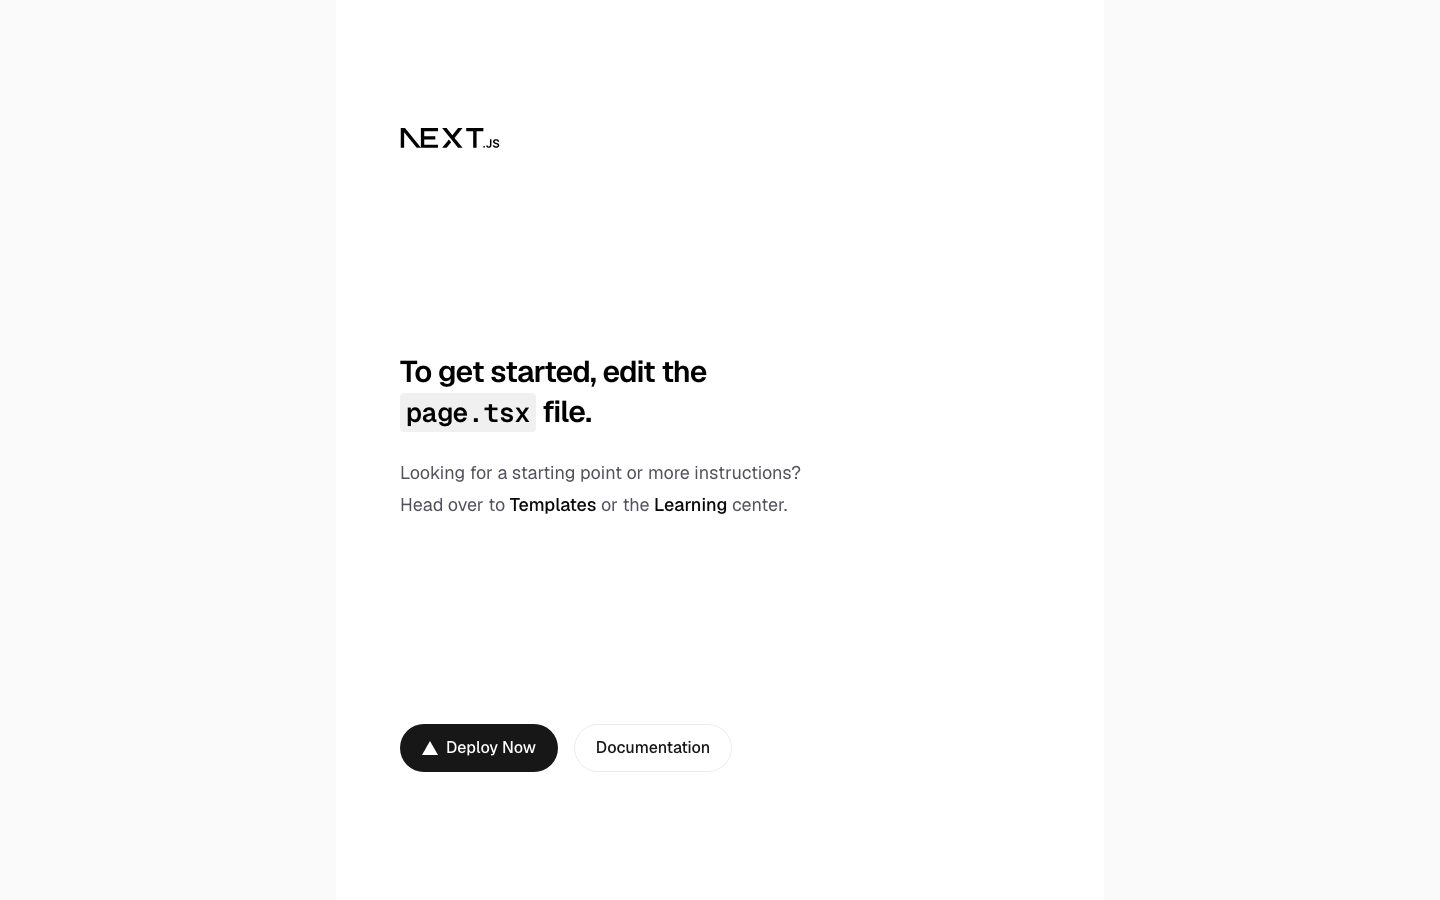 NEXT.JS
To get started, edit the
page.tsx file.
Looking for a starting point or more instructions?
Head over to Templates or the Learning center.
Deploy Now
Documentation